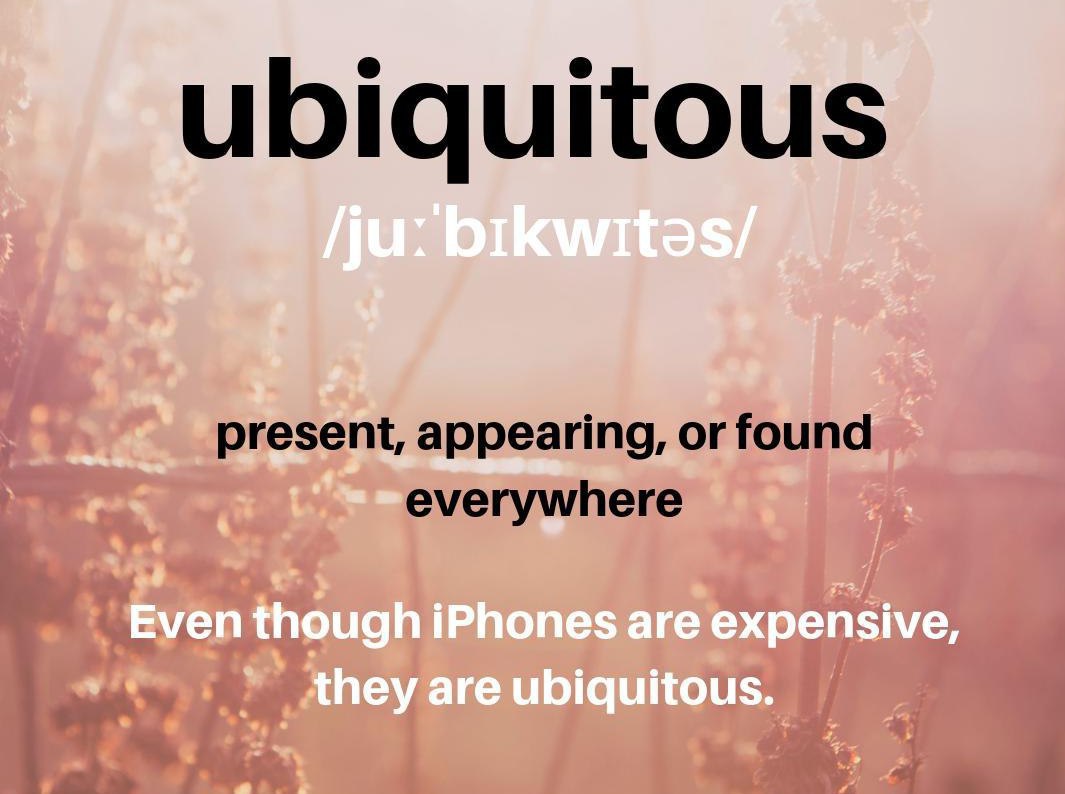 ubiquitous
/juːˈbɪkwɪtəs/
present, appearing, or found
everywhere
Even though iPhones are expensive,
they are ubiquitous.